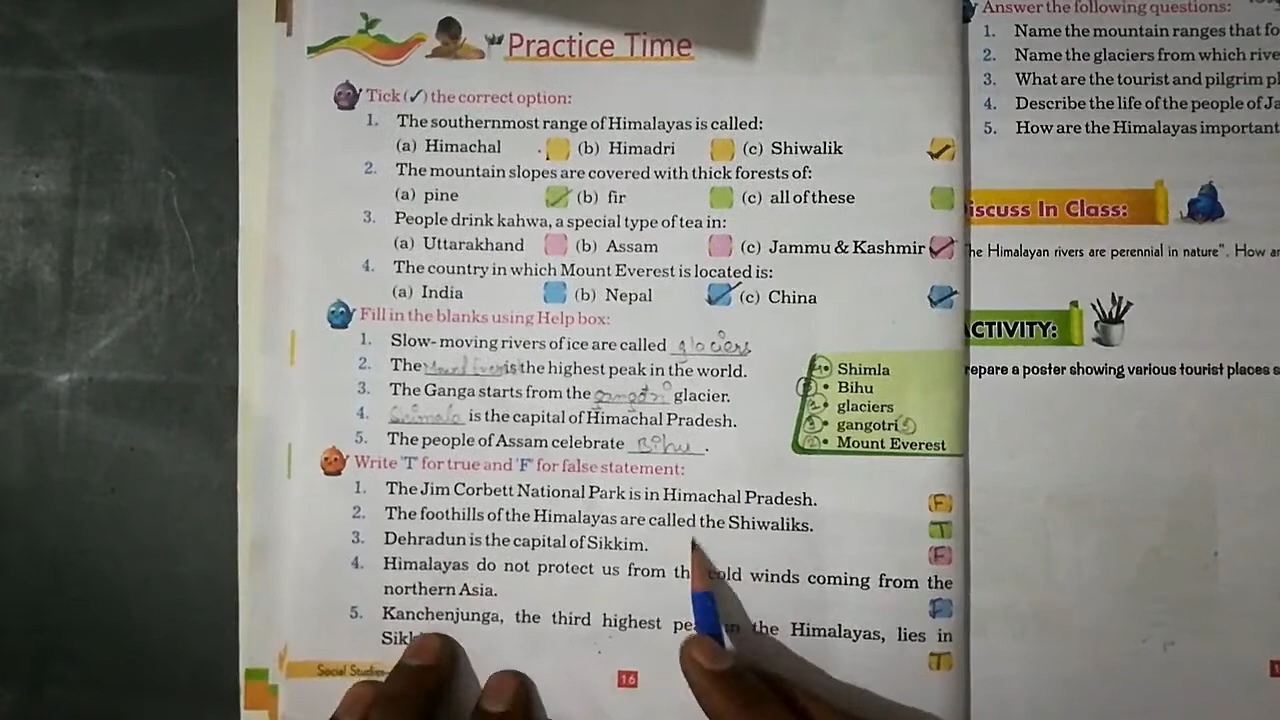 Practice Time
Tick (✓) the correct option:
1. The southernmost range of Himalayas is called:
(a) Himachal (b) Himadri (c) Shiwalik ✓
2. The mountain slopes are covered with thick forests of:
(a) pine ✓ (b) fir (c) all of these
3. People drink kahwa, a special type of tea in:
(a) Uttarakhand (b) Assam (c) Jammu & Kashmir ✓
4. The country in which Mount Everest is located is:
(a) India (b) Nepal ✓ (c) China ✓
Fill in the blanks using Help box:
1. Slow- moving rivers of ice are called glaciers
2. The Mount Everest is the highest peak in the world.
3. The Ganga starts from the gangotri glacier.
4. is the capital of Himachal Pradesh.
5. The people of Assam celebrate Bihu.
• Shimla
• Bihu
• glaciers
• gangotri
• Mount Everest
Write 'T' for true and 'F' for false statement:
1. The Jim Corbett National Park is in Himachal Pradesh. F
2. The foothills of the Himalayas are called the Shiwaliks. T
3. Dehradun is the capital of Sikkim. F
4. Himalayas do not protect us from cold winds coming from the
northern Asia. F
5. Kanchenjunga, the third highest in the Himalayas, lies in
T
Social Studies
16
Answer the following questions:
1. Name the mountain ranges that
2. Name the glaciers from which
3. What are the tourist and pilgrim
4. Describe the life of the people of
5. How are the Himalayas important
In Class:
Himalayan rivers are perennial in nature". How
a poster showing various tourist places